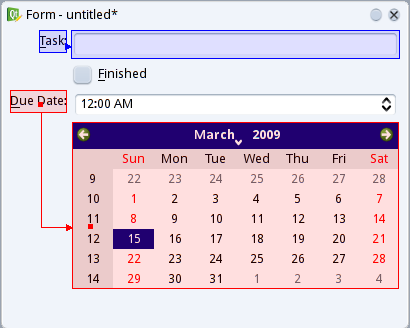 Form - untitled*
Task:
Finished
Due Date: 12:00 AM
March 2009
Sun Mon Tue Wed Thu Fri Sat
9 22 23 24 25 26 27 28
10 1 2 3 4 5 6 7
11 8 9 10 11 12 13 14
12 15 16 17 18 19 20 21
13 22 23 24 25 26 27 28
14 29 30 31 1 2 3 4